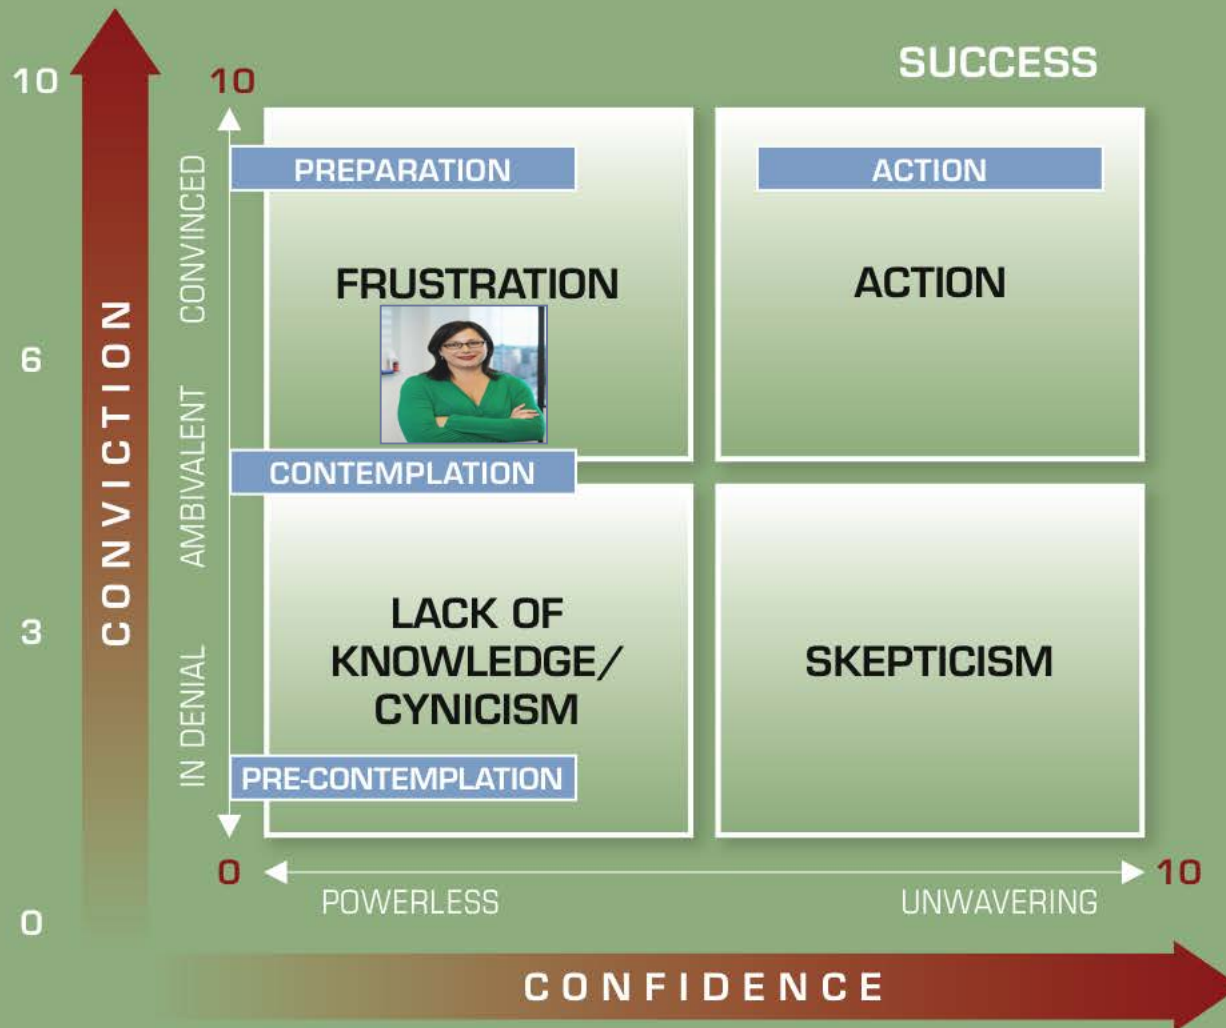 SUCCESS
10
10
PREPARATION
ACTION
CONVINCED
FRUSTRATION
ACTION
CONVICTION
6
AMBIVALENT
CONTEMPLATION
LACK OF
KNOWLEDGE/
CYNICISM
SKEPTICISM
3
IN DENIAL
PRE-CONTEMPLATION
0
10
POWERLESS
UNWAVERING
0
CONFIDENCE